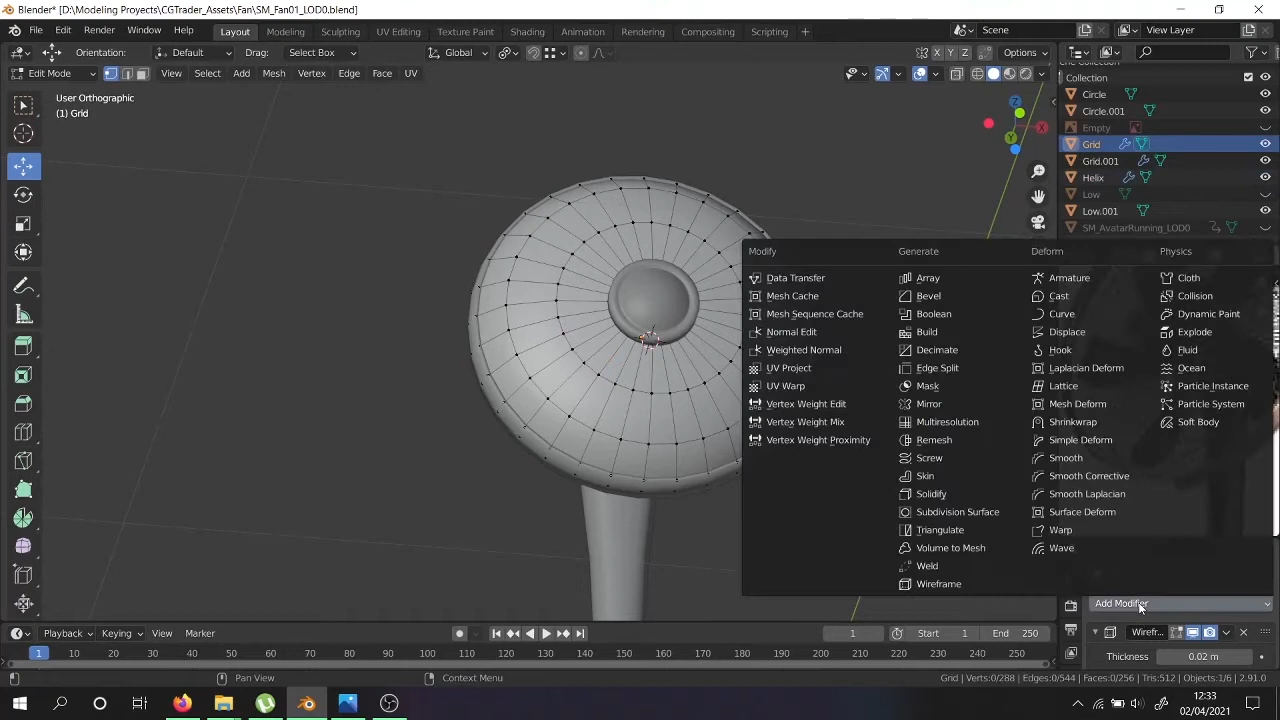 Blender* [D:\Modeling Projects\CGTrader_Assets\Fan\SM_Fan01_LOD0.blend]
File Edit Render Window Help Layout Modeling Sculpting UV Editing Texture Paint Shading Animation Rendering Compositing Scripting + Scene View Layer
Orientation: Default Drag: Select Box Global X Y Z Options
Edit Mode View Select Add Mesh Vertex Edge Face UV
Collection
User Orthographic
(1) Grid
Z
Y
X
Circle
Circle.001
Empty
Grid
Grid.001
Helix
Low
Low.001
SM_AvatarRunning_LOD0
Modify
Data Transfer
Mesh Cache
Mesh Sequence Cache
Normal Edit
Weighted Normal
UV Project
UV Warp
Vertex Weight Edit
Vertex Weight Mix
Vertex Weight Proximity
Generate
Array
Bevel
Boolean
Build
Decimate
Edge Split
Mask
Mirror
Multiresolution
Remesh
Screw
Skin
Solidify
Subdivision Surface
Triangulate
Volume to Mesh
Weld
Wireframe
Deform
Armature
Cast
Curve
Displace
Hook
Laplacian Deform
Lattice
Mesh Deform
Shrinkwrap
Simple Deform
Smooth
Smooth Corrective
Smooth Laplacian
Surface Deform
Warp
Wave
Physics
Cloth
Collision
Dynamic Paint
Explode
Fluid
Ocean
Particle Instance
Particle System
Soft Body
Add Modifier
Wirefr...
Thickness 0.02 m
Playback Keying View Marker 1 Start 1 End 250
1 10 20 30 40 50 60 70 80 90 100 110 120 130 140 150 160 170 180 190 200 210 220 230 240 250
Pan View Context Menu Grid | Verts:0/288 | Edges:0/544 | Faces:0/256 | Tris:512 | Objects:1/6 | 2.91.0
12:33
02/04/2021